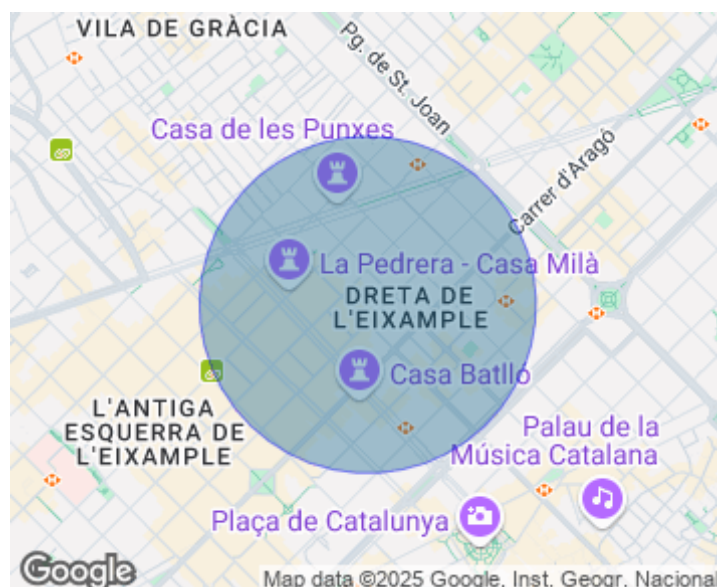 VILA DE GRÀCIA
Pg. de St. Joan
Casa de les Punxes
Carrer d'Aragó
La Pedrera - Casa Milà
DRETA DE
L'EIXAMPLE
Casa Batlló
L'ANTIGA
ESQUERRA DE
L'EIXAMPLE
Palau de la
Música Catalana
Plaça de Catalunya
Google
Map data ©2025 Google, Inst. Geogr. Nacional